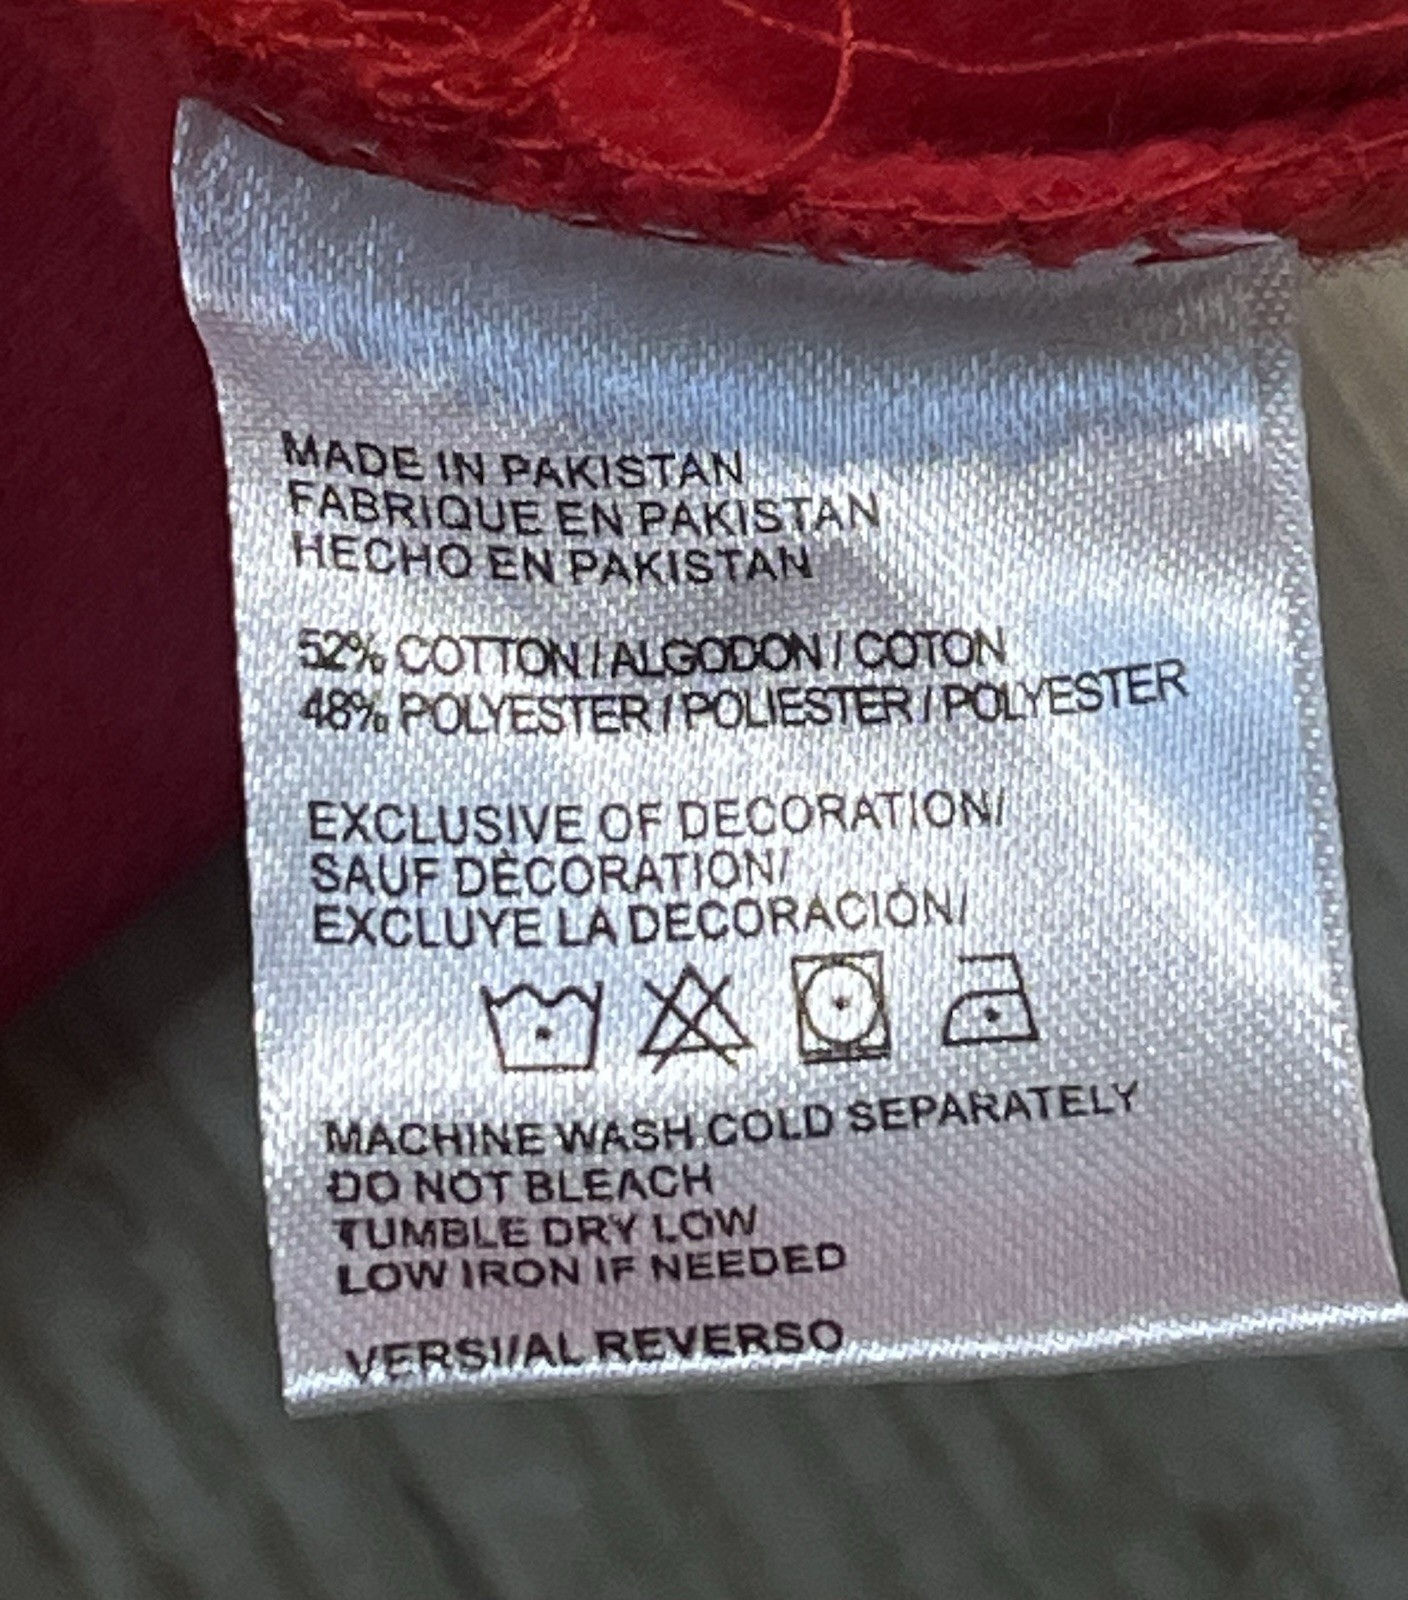 MADE IN PAKISTAN
FABRIQUE EN PAKISTAN
HECHO EN PAKISTAN
52% COTTON / ALGODON / COTON
48% POLYESTER / POLIESTER / POLYESTER
EXCLUSIVE OF DECORATION/
SAUF DÉCORATION/
EXCLUYE LA DECORACIÓN/
MACHINE WASH COLD SEPARATELY
DO NOT BLEACH
TUMBLE DRY LOW
LOW IRON IF NEEDED
VERSI/AL REVERSO